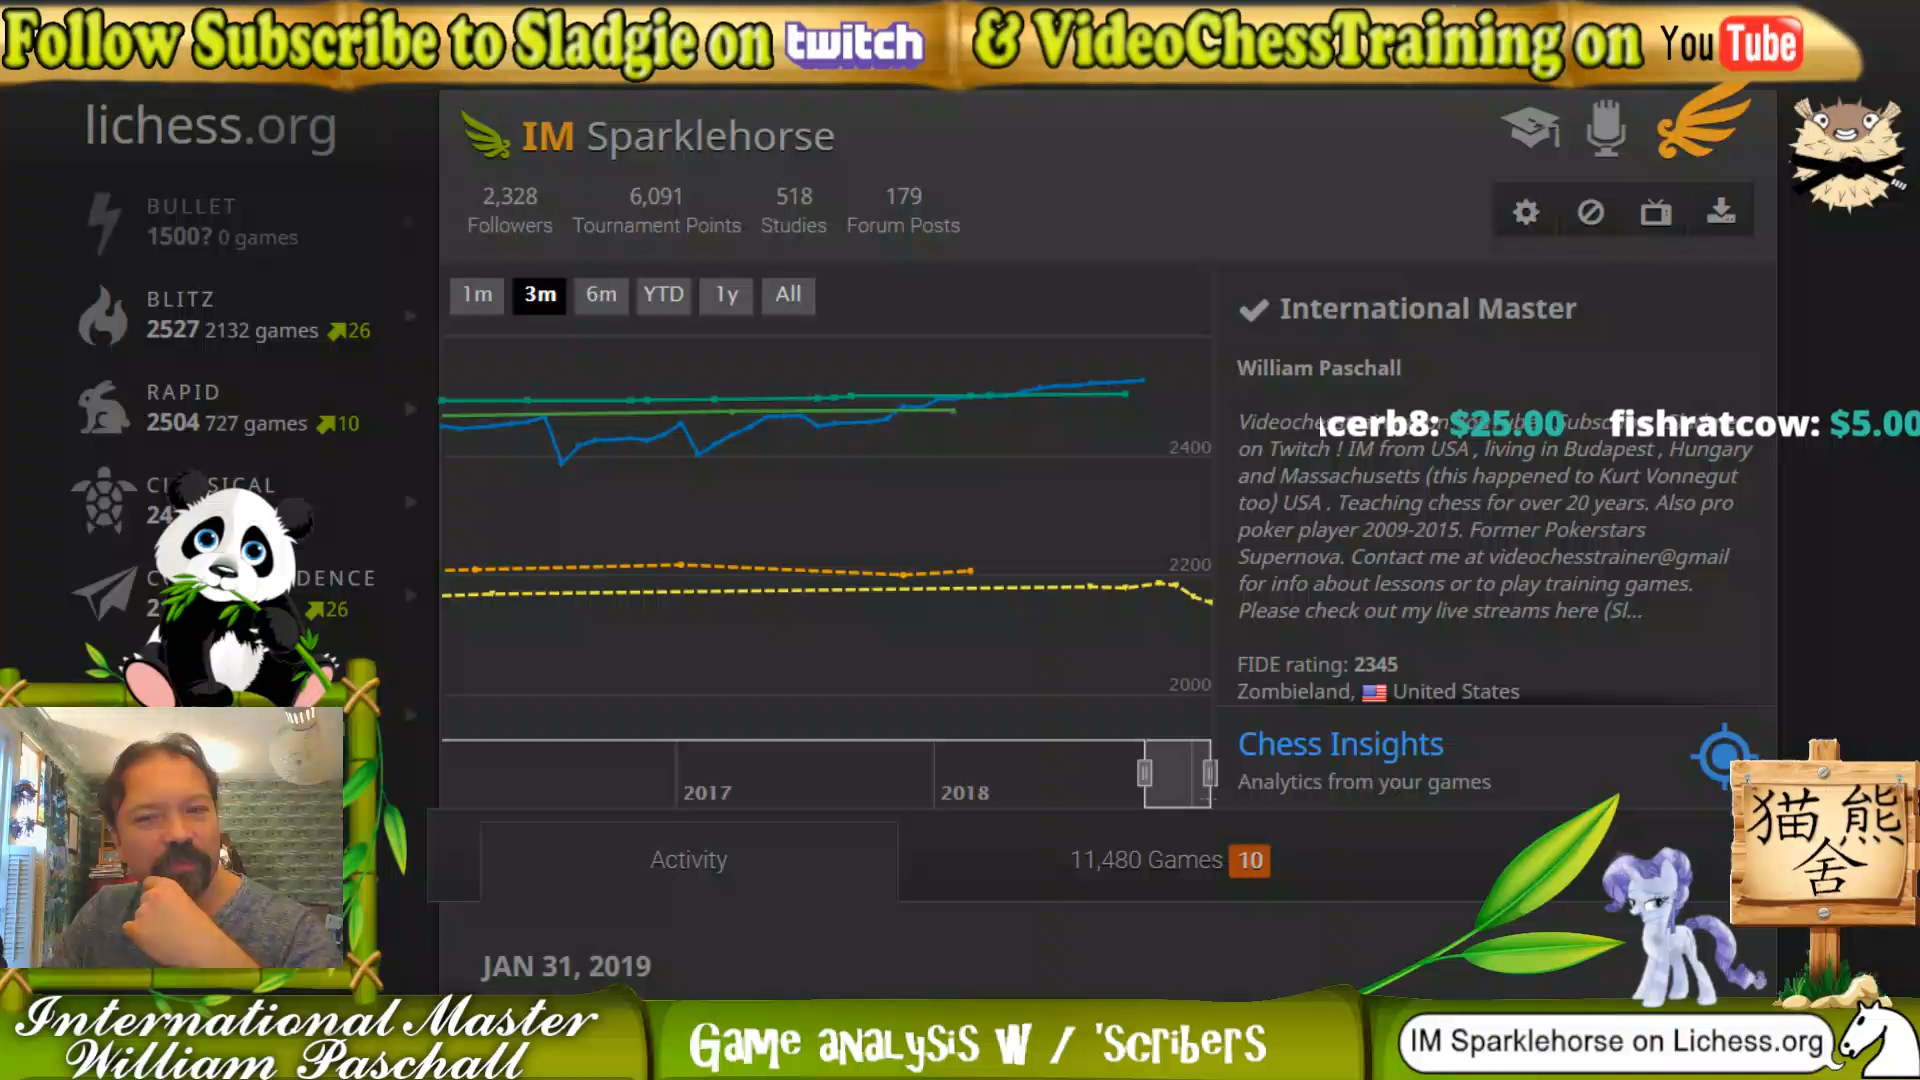 Follow Subscribe to Sladgie on twitch & VideoChessTraining on YouTube
lichess.org
BULLET
1500? 0 games
BLITZ
2527 2132 games 26
RAPID
2504 727 games 10
IM Sparklehorse
2,328
Followers
6,091
Tournament Points
518
Studies
179
Forum Posts
1m 3m 6m YTD 1y All
2400
2200
2000
2017
2018
International Master
William Paschall
cerb8: $25.00 fishratcow: $5.00
on Twitch ! IM from USA , living in Budapest , Hungary
and Massachusetts (this happened to Kurt Vonnegut
too) USA . Teaching chess for over 20 years. Also pro
poker player 2009-2015. Former Pokerstars
Supernova. Contact me at videochesstrainer@gmail
for info about lessons or to play training games.
Please check out my live streams here (Sl...
FIDE rating: 2345
Zombieland, United States
Chess Insights
Analytics from your games
Activity
11,480 Games 10
JAN 31, 2019
猫熊
舍
International Master
William Paschall
Game analysis w / 'scribers
IM Sparklehorse on Lichess.org